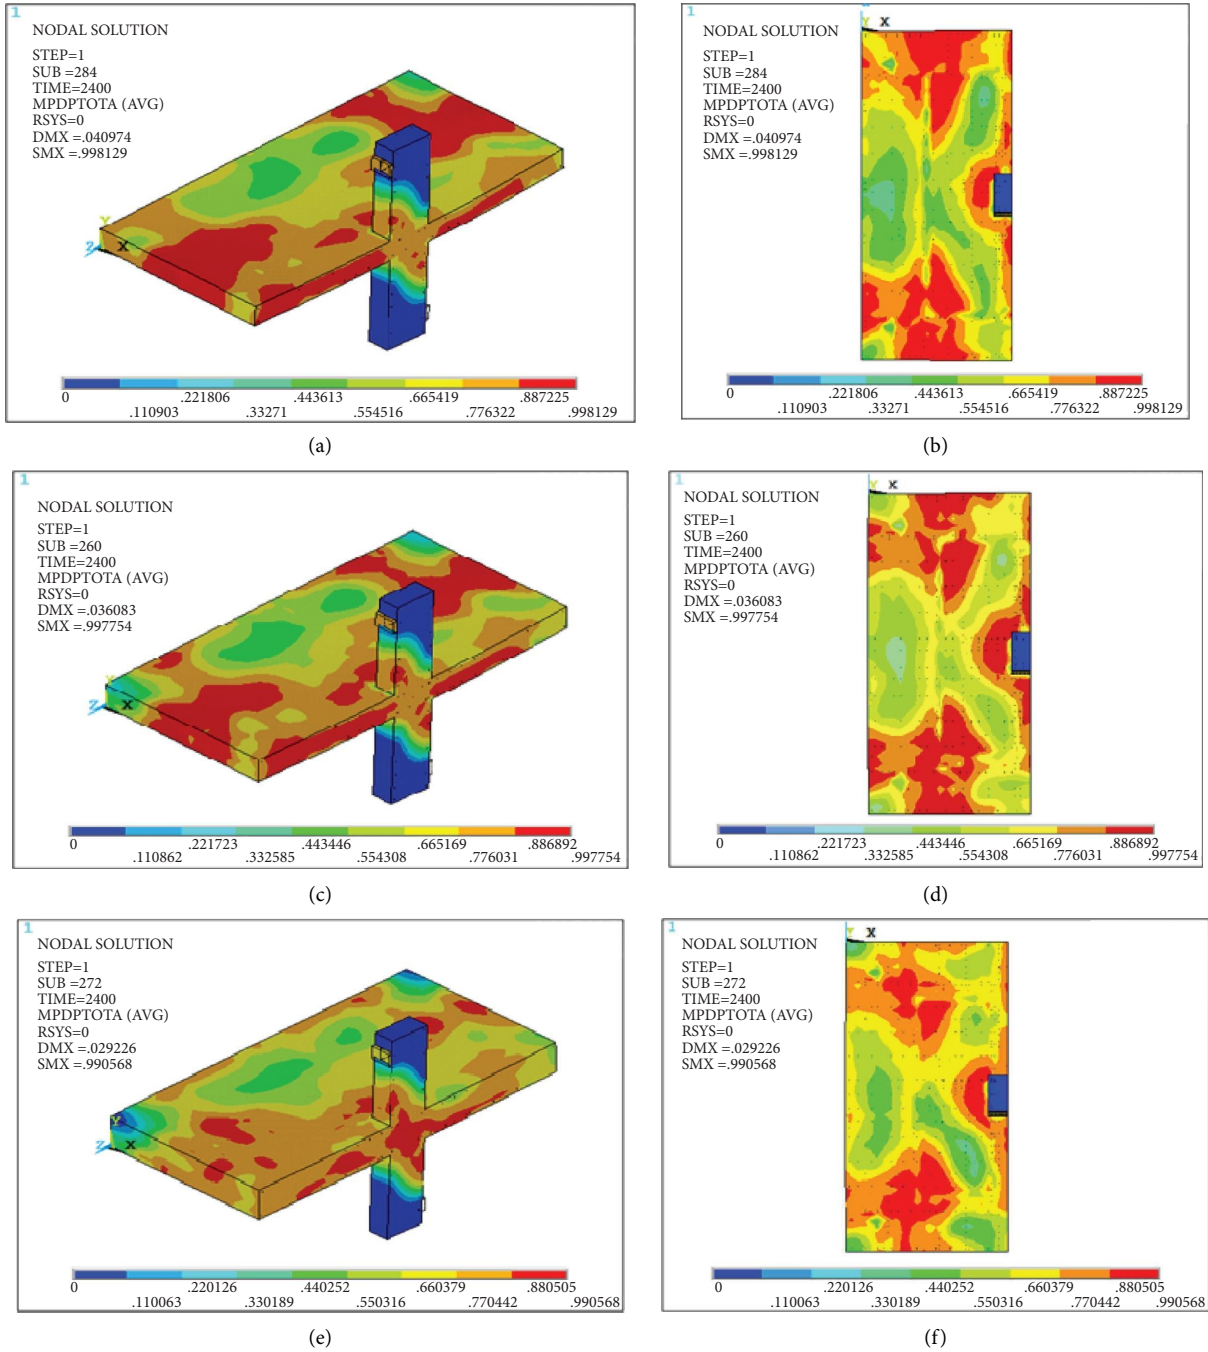 1
NODAL SOLUTION
STEP=1
SUB =284
TIME=2400
MPDPTOTA (AVG)
RSYS=0
DMX =.040974
SMX =.998129
Y
Z X
0 .221806 .443613 .665419 .887225
.110903 .33271 .554516 .776322 .998129
(a)
1
NODAL SOLUTION
STEP=1
SUB =284
TIME=2400
MPDPTOTA (AVG)
RSYS=0
DMX =.040974
SMX =.998129
Y X
0 .221806 .443613 .665419 .887225
.110903 .33271 .554516 .776322 .998129
(b)
1
NODAL SOLUTION
STEP=1
SUB =260
TIME=2400
MPDPTOTA (AVG)
RSYS=0
DMX =.036083
SMX =.997754
Y
Z X
0 .221723 .443446 .665169 .886892
.110862 .332585 .554308 .776031 .997754
(c)
1
NODAL SOLUTION
STEP=1
SUB =260
TIME=2400
MPDPTOTA (AVG)
RSYS=0
DMX =.036083
SMX =.997754
Y X
0 .221723 .443446 .665169 .886892
.110862 .332585 .554308 .776031 .997754
(d)
1
NODAL SOLUTION
STEP=1
SUB =272
TIME=2400
MPDPTOTA (AVG)
RSYS=0
DMX =.029226
SMX =.990568
Y
Z X
0 .220126 .440252 .660379 .880505
.110063 .330189 .550316 .770442 .990568
(e)
1
NODAL SOLUTION
STEP=1
SUB =272
TIME=2400
MPDPTOTA (AVG)
RSYS=0
DMX =.029226
SMX =.990568
Y X
0 .220126 .440252 .660379 .880505
.110063 .330189 .550316 .770442 .990568
(f)